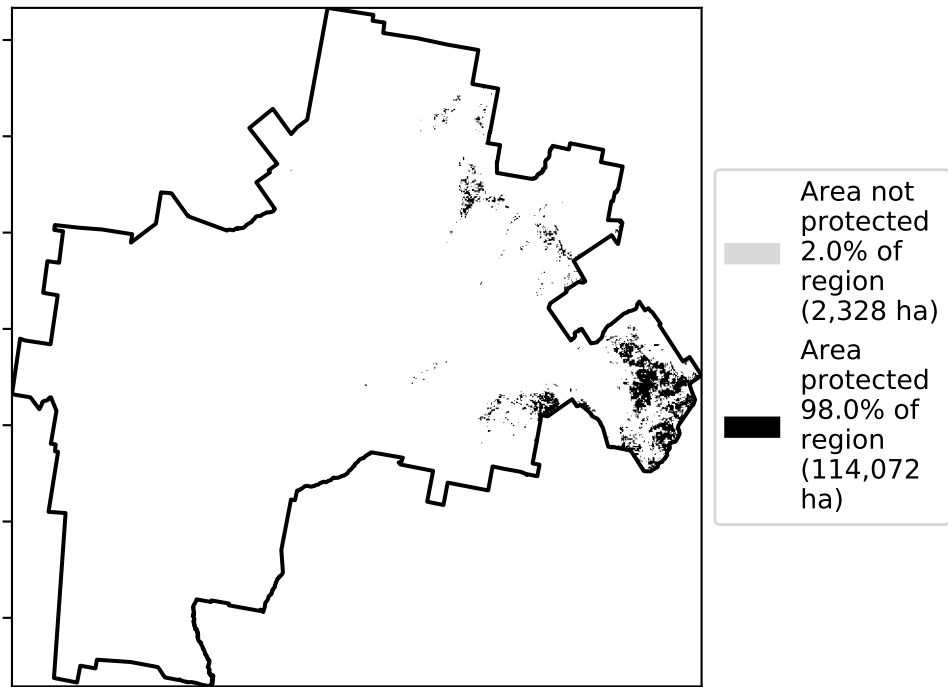 Area not
protected
2.0% of
region
(2,328 ha)
Area
protected
98.0% of
region
(114,072
ha)